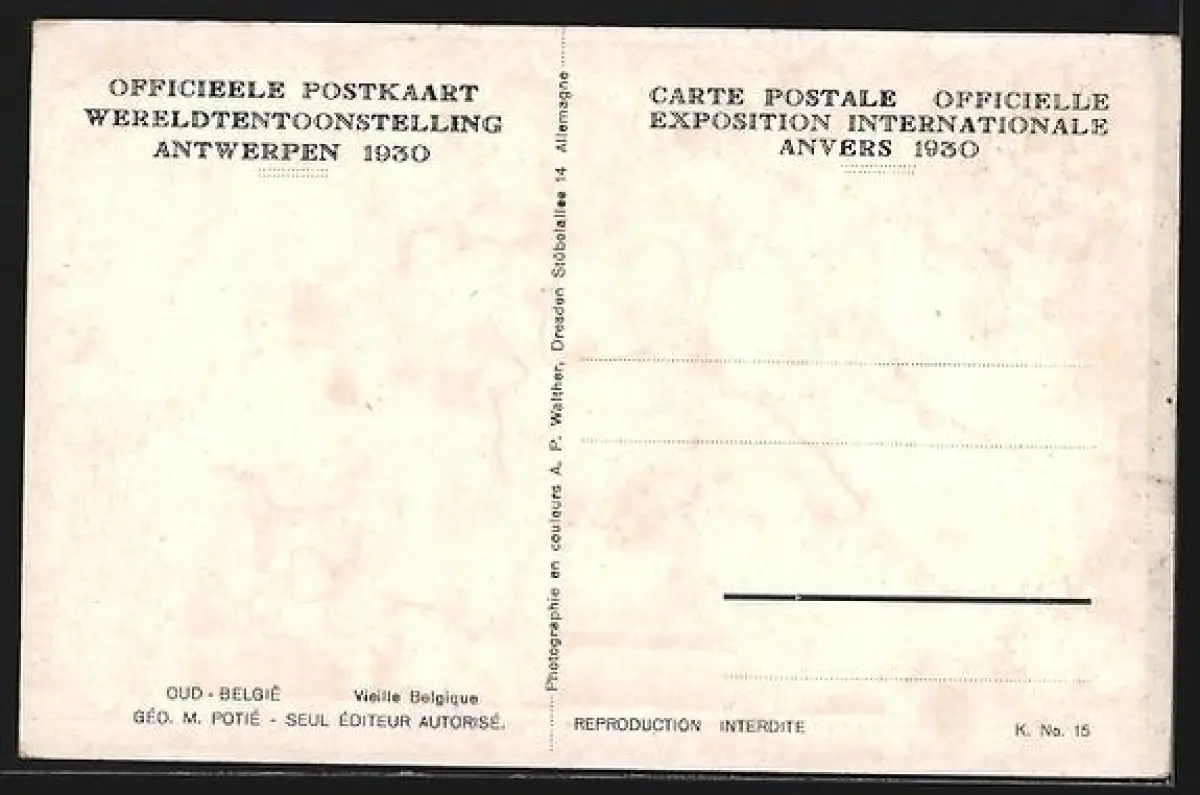 OFFICIEELE POSTKAART
WERELDTENTOONSTELLING
ANTWERPEN 1930
OUD - BELGIË Vieille Belgique
GÉO. M. POTIÉ - SEUL ÉDITEUR AUTORISÉ.
Photographie en couleurs A. P. Walther, Dresden Stübelallee 14 Allemagne
CARTE POSTALE OFFICIELLE
EXPOSITION INTERNATIONALE
ANVERS 1930
REPRODUCTION INTERDITE
K. No. 15